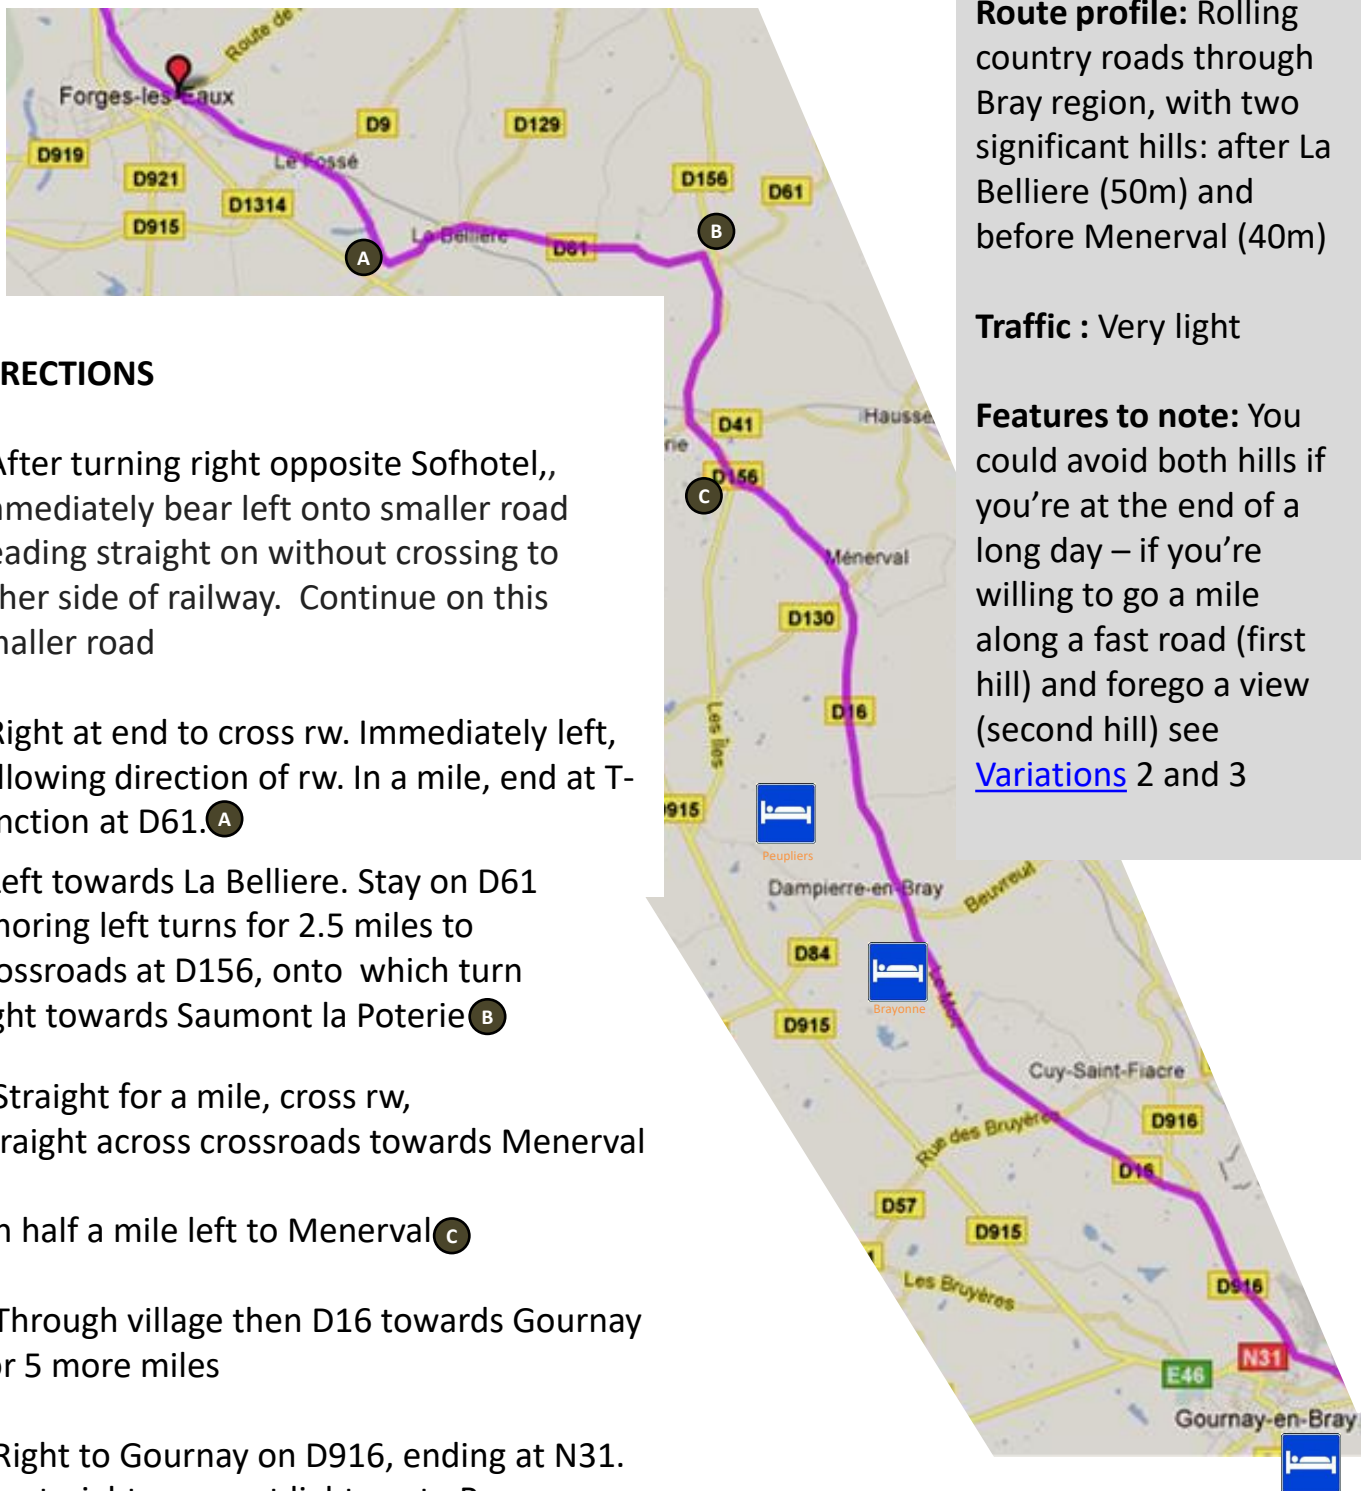 Route profile: Rolling
country roads through
Bray region, with two
significant hills: after La
Belliere (50m) and
before Menerval (40m)
Traffic : Very light
Features to note: You
could avoid both hills if
you’re at the end of a
long day – if you’re
willing to go a mile
along a fast road (first
hill) and forego a view
(second hill) see
Variations 2 and 3
RECTIONS
After turning right opposite Sofhotel,,
mediately bear left onto smaller road
eading straight on without crossing to
her side of railway.  Continue on this
naller road
Right at end to cross rw. Immediately left,
llowing direction of rw. In a mile, end at T-
nction at D61. A
Left towards La Belliere. Stay on D61
noring left turns for 2.5 miles to
ossroads at D156, onto  which turn
ght towards Saumont la Poterie B
Straight for a mile, cross rw,
raight across crossroads towards Menerval
n half a mile left to Menerval C
Through village then D16 towards Gournay
or 5 more miles
Right to Gournay on D916, ending at N31.
Route de
Forges-les-Eaux
D9
D129
D919
Le Fossé
D921
D156
D61
D1314
D915
B
La Bellière
D61
A
D41
Hausse
rie
D156
C
Ménerval
D130
D16
Les Îles
915
Peupliers
Dampierre-en-Bray
Beuvreuil
D84
Brayonne
D915
Cuy-Saint-Fiacre
D916
Rue des Bruyères
D16
D57
D915
Les Bruyères
D916
N31
E46
Gournay-en-Bray